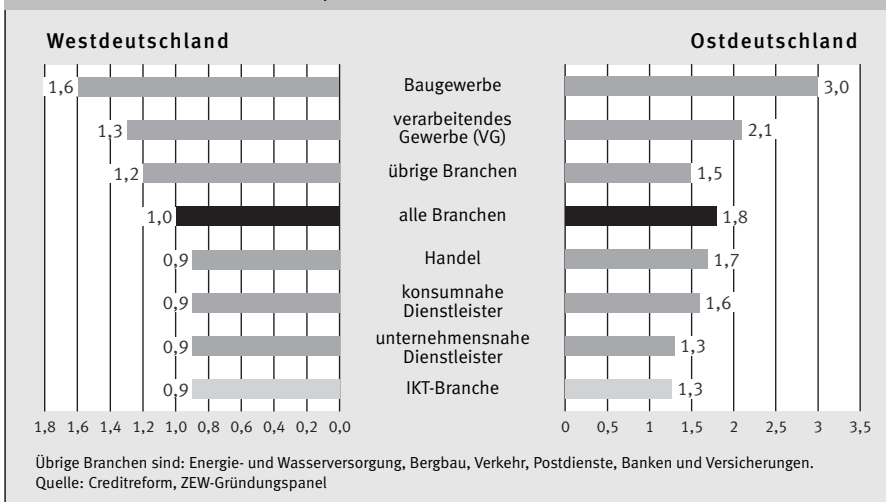 Westdeutschland
Ostdeutschland
1,6
Baugewerbe
3,0
1,3
verarbeitendes
Gewerbe (VG)
2,1
1,2
übrige Branchen
1,5
1,0
alle Branchen
1,8
0,9
Handel
1,7
0,9
konsumnahe
Dienstleister
1,6
0,9
unternehmensnahe
Dienstleister
1,3
0,9
IKT-Branche
1,3
1,8 1,6 1,4 1,2 1,0 0,8 0,6 0,4 0,2 0,0
0 0,5 1 1,5 2 2,5 3 3,5
Übrige Branchen sind: Energie- und Wasserversorgung, Bergbau, Verkehr, Postdienste, Banken und Versicherungen.
Quelle: Creditreform, ZEW-Gründungspanel